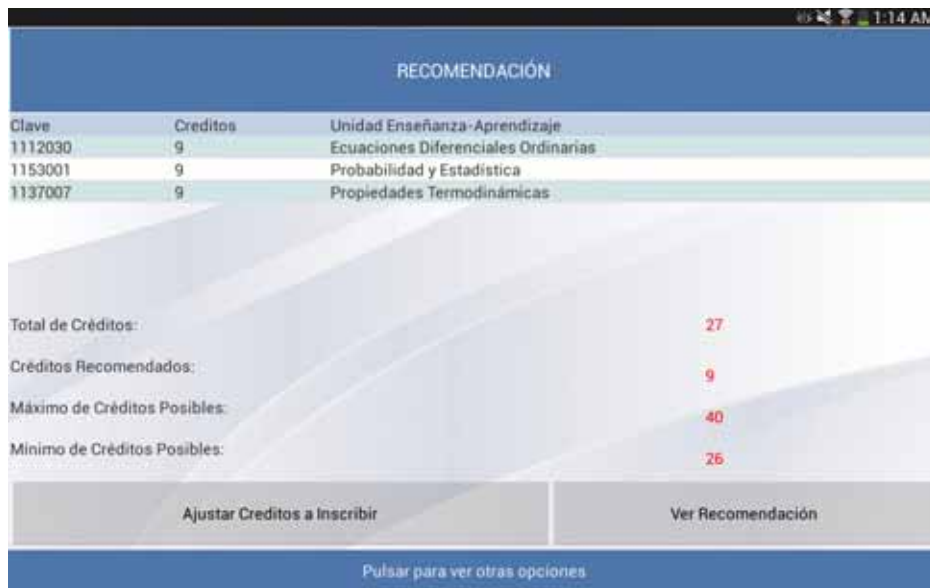 1:14 AM
RECOMENDACIÓN
Clave Creditos Unidad Enseñanza-Aprendizaje
1112030 9 Ecuaciones Diferenciales Ordinarias
1153001 9 Probabilidad y Estadística
1137007 9 Propiedades Termodinámicas
Total de Créditos: 27
Créditos Recomendados: 9
Máximo de Créditos Posibles: 40
Mínimo de Créditos Posibles: 26
Ajustar Creditos a Inscribir Ver Recomendación
Pulsar para ver otras opciones